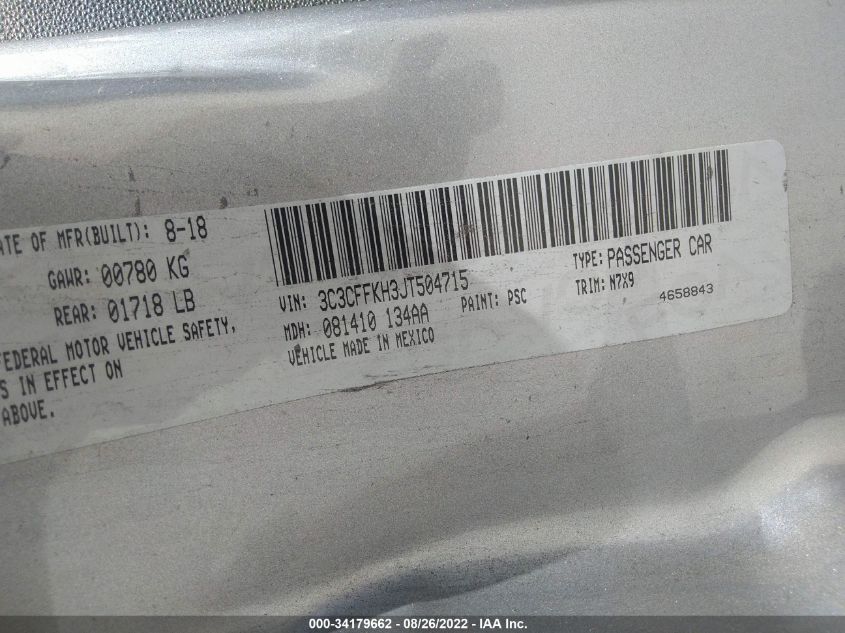 ATE OF MFR(BUILT): 8-18
GAWR: 00780 KG
REAR: 01718 LB
FEDERAL MOTOR VEHICLE SAFETY,
S IN EFFECT ON
ABOVE.
VIN: 3C3CFFKH3JT504715
TYPE: PASSENGER CAR
MDH: 081410 134AA PAINT: PSC
TRIM: N7X9
VEHICLE MADE IN MEXICO
4658843
000-34179662 - 08/26/2022 - IAA Inc.